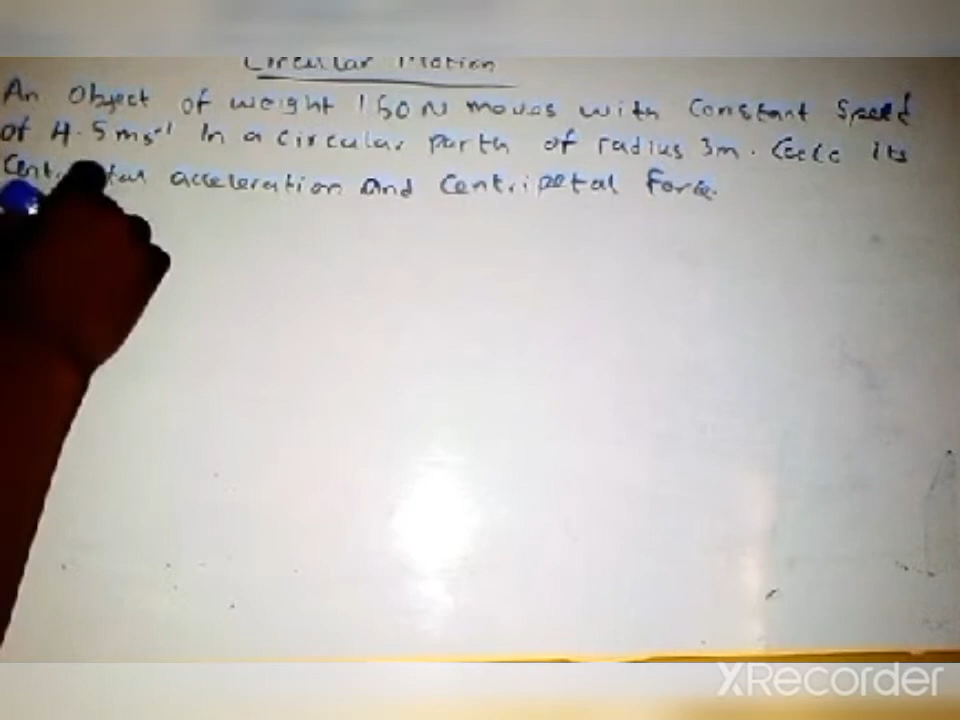 Circular Motion
An Object of weight 150N moves with Constant Speed
of 4.5ms⁻¹ In a circular parth of radius 3m. Calc its
acceleration and centripetal force.
XRecorder